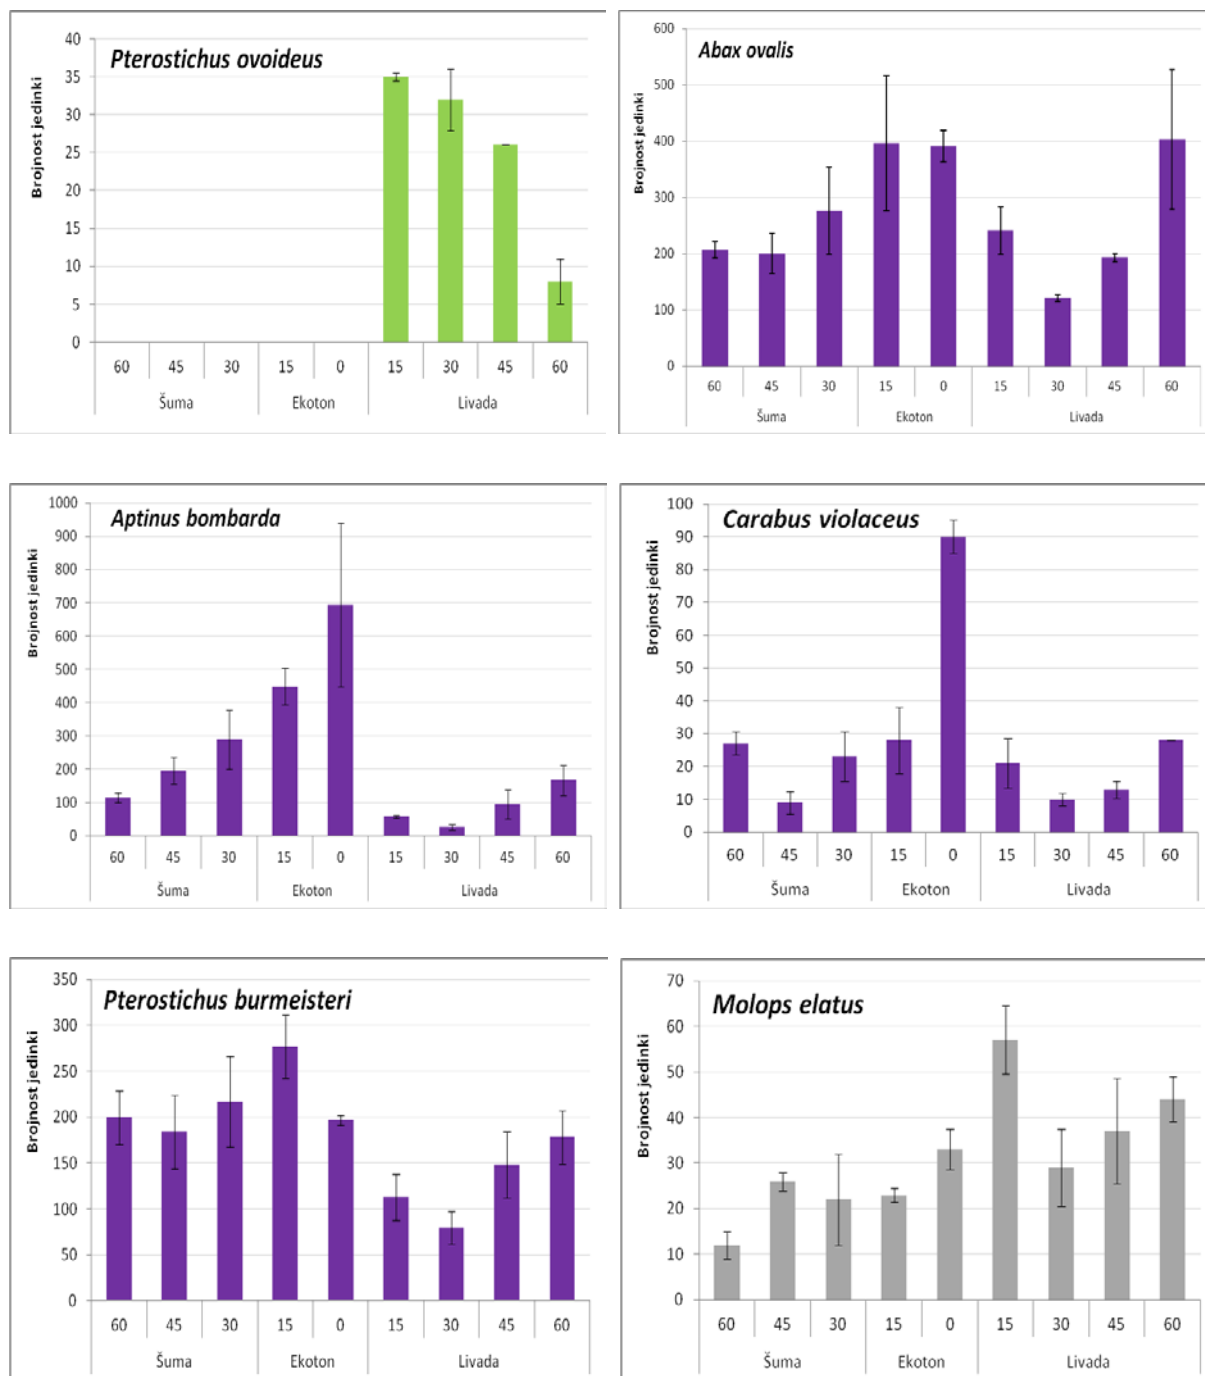 Pterostichus ovoideus
Brojnost jedinki
40
35
30
25
20
15
10
5
0
60 45 30 15 0 15 30 45 60
Šuma Ekoton Livada
Abax ovalis
Brojnost jedinki
600
500
400
300
200
100
0
60 45 30 15 0 15 30 45 60
Šuma Ekoton Livada
Aptinus bombarda
Brojnost jedinki
1000
900
800
700
600
500
400
300
200
100
0
60 45 30 15 0 15 30 45 60
Šuma Ekoton Livada
Carabus violaceus
Brojnost jedinki
100
90
80
70
60
50
40
30
20
10
0
60 45 30 15 0 15 30 45 60
Šuma Ekoton Livada
Pterostichus burmeisteri
Brojnost jedinki
350
300
250
200
150
100
50
0
60 45 30 15 0 15 30 45 60
Šuma Ekoton Livada
Molops elatus
Brojnost jedinki
70
60
50
40
30
20
10
0
60 45 30 15 0 15 30 45 60
Šuma Ekoton Livada